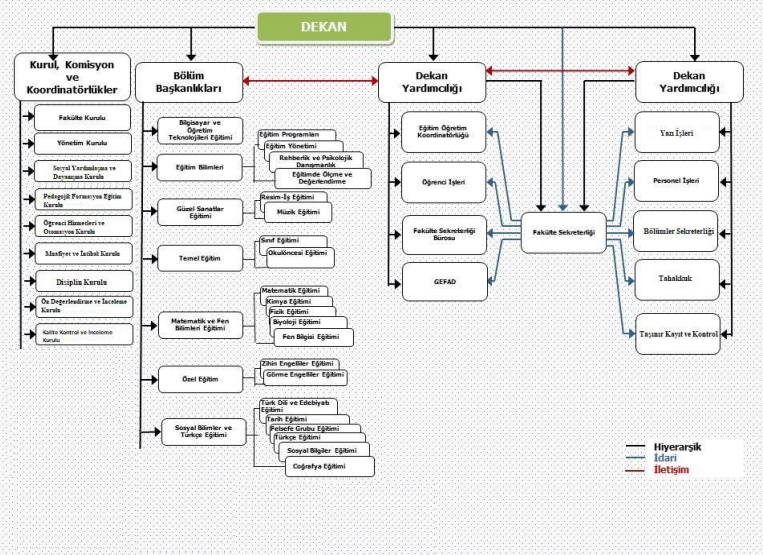 DEKAN
Kurul, Komisyon
ve
Koordinatörlükler
Fakülte Kurulu
Yönetim Kurulu
Sosyal Yardımlaşma ve
Dayanışma Kurulu
Pedagojik Formasyon Eğitim
Kurulu
Öğrenci Hizmetleri ve
Otomasyon Kurulu
Muafiyet ve İntibak Kurulu
Disiplin Kurulu
Ön Değerlendirme ve İnceleme
Kurulu
Kalite Kontrol ve İnceleme
Kurulu
Bölüm
Başkanlıkları
Bilgisayar ve
Öğretim
Teknolojileri Eğitimi
Eğitim Bilimleri
Eğitim Programları
Eğitim Yönetimi
Rehberlik ve Psikolojik
Danışmanlık
Eğitimde Ölçme ve
Değerlendirme
Güzel Sanatlar
Eğitimi
Resim-İş Eğitimi
Müzik Eğitimi
Temel Eğitim
Sınıf Eğitimi
Okulöncesi Eğitimi
Matematik ve Fen
Bilimleri Eğitimi
Matematik Eğitimi
Kimya Eğitimi
Fizik Eğitimi
Biyoloji Eğitimi
Fen Bilgisi Eğitimi
Özel Eğitim
Zihin Engelliler Eğitimi
Görme Engelliler Eğitimi
Sosyal Bilimler ve
Türkçe Eğitimi
Türk Dili ve Edebiyatı
Eğitimi
Tarih Eğitimi
Felsefe Grubu Eğitimi
Türkçe Eğitimi
Sosyal Bilgiler Eğitimi
Coğrafya Eğitimi
Dekan
Yardımcılığı
Eğitim Öğretim
Koordinatörlüğü
Öğrenci İşleri
Fakülte Sekreterliği
Bürosu
GEFAD
Fakülte Sekreterliği
Dekan
Yardımcılığı
Yazı İşleri
Personel İşleri
Bölümler Sekreterliği
Tahakkuk
Taşınır Kayıt ve Kontrol
Hiyerarşik
İdari
İletişim